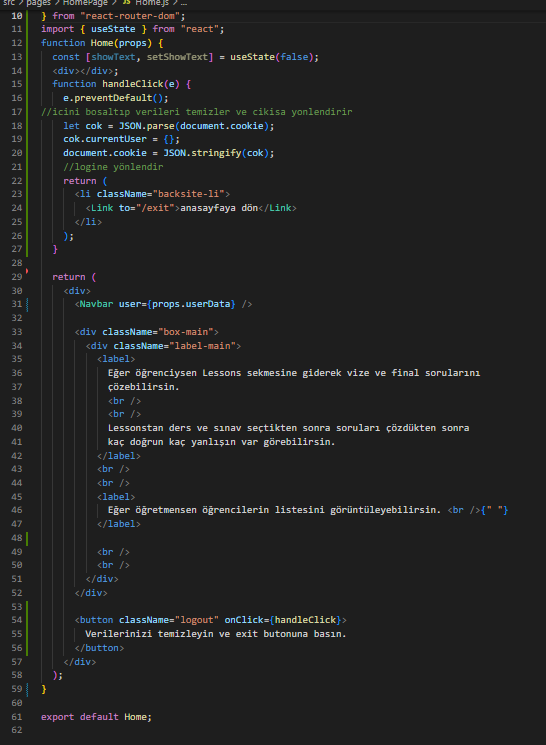 src > pages > HomePage > JS Home.js > ...
10 } from "react-router-dom";
11 import { useState } from "react";
12 function Home(props) {
13 const [showText, setShowText] = useState(false);
14 <div></div>;
15 function handleClick(e) {
16 e.preventDefault();
17 //icini bosaltıp verileri temizler ve cikisa yonlendirir
18 let cok = JSON.parse(document.cookie);
19 cok.currentUser = {};
20 document.cookie = JSON.stringify(cok);
21 //logine yönlendir
22 return (
23 <li className="backsite-li">
24 <Link to="/exit">anasayfaya dön</Link>
25 </li>
26 );
27 }
28
29 return (
30 <div>
31 <Navbar user={props.userData} />
32
33 <div className="box-main">
34 <div className="label-main">
35 <label>
36 Eğer öğrenciysen Lessons sekmesine giderek vize ve final sorularını
37 çözebilirsin.
38 <br />
39 <br />
40 Lessonstan ders ve sınav seçtikten sonra soruları çözdükten sonra
41 kaç doğrun kaç yanlışın var görebilirsin.
42 </label>
43 <br />
44 <br />
45 <label>
46 Eğer öğretmensen öğrencilerin listesini görüntüleyebilirsin. <br />{" "}
47 </label>
48
49 <br />
50 <br />
51 </div>
52 </div>
53
54 <button className="logout" onClick={handleClick}>
55 Verilerinizi temizleyin ve exit butonuna basın.
56 </button>
57 </div>
58 );
59 }
60
61 export default Home;
62